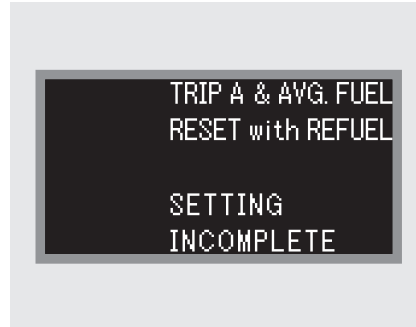 TRIP A & AVG. FUEL
RESET with REFUEL
SETTING
INCOMPLETE